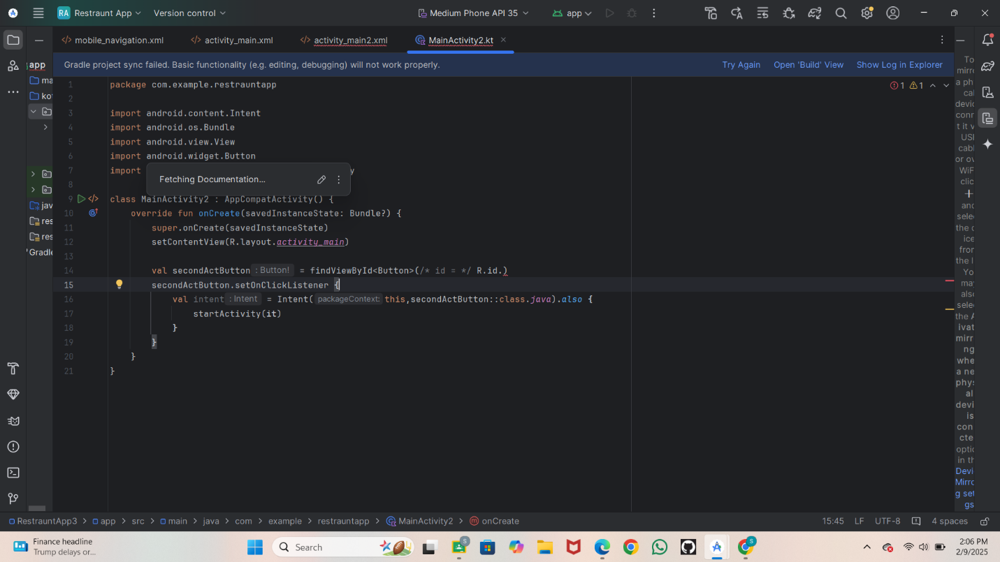 RA Restraunt App Version control Medium Phone API 35 app
mobile_navigation.xml activity_main.xml activity_main2.xml MainActivity2.kt
Gradle project sync failed. Basic functionality (e.g. editing, debugging) will not work properly. Try Again Open 'Build' View Show Log in Explorer
app
ma
ko
jav
res
res
Gradle
1 package com.example.restrauntapp
2
3 import android.content.Intent
4 import android.os.Bundle
5 import android.view.View
6 import android.widget.Button
7 import y
8
9 class MainActivity2 : AppCompatActivity() {
10 override fun onCreate(savedInstanceState: Bundle?) {
11 super.onCreate(savedInstanceState)
12 setContentView(R.layout.activity_main)
13
14 val secondActButton : Button! = findViewById<Button>(/* id = */ R.id.)
15 secondActButton.setOnClickListener {
16 val intent : Intent = Intent( packageContext: this,secondActButton::class.java).also {
17 startActivity(it)
18 }
19 }
20 }
21 }
Fetching Documentation...
1 1
To
mirro
a ph
cal
devic
conn
t it v
USI
cabl
or ov
WiF
clic
+
and
sele
the d
ice
fron
the l
Yo
may
also
selec
the A
ivat
mirr
ng
whe
a ne
phys
al
devi
is
con
cte
optic
in th
Devi
Mirro
g set
gs
RestrauntApp3 > app > src > main > java > com > example > restrauntapp > MainActivity2 > onCreate 15:45 LF UTF-8 4 spaces
Finance headline
Trump delays or...
Search
S
S
2:06 PM
2/9/2025